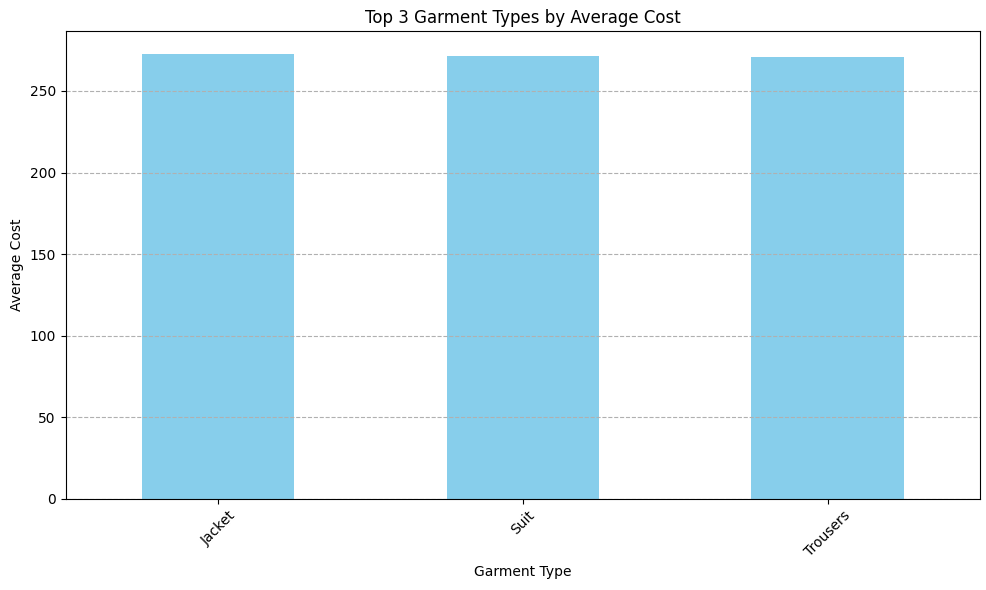 Top 3 Garment Types by Average Cost
Average Cost
250
200
150
100
50
0
Jacket
Suit
Trousers
Garment Type